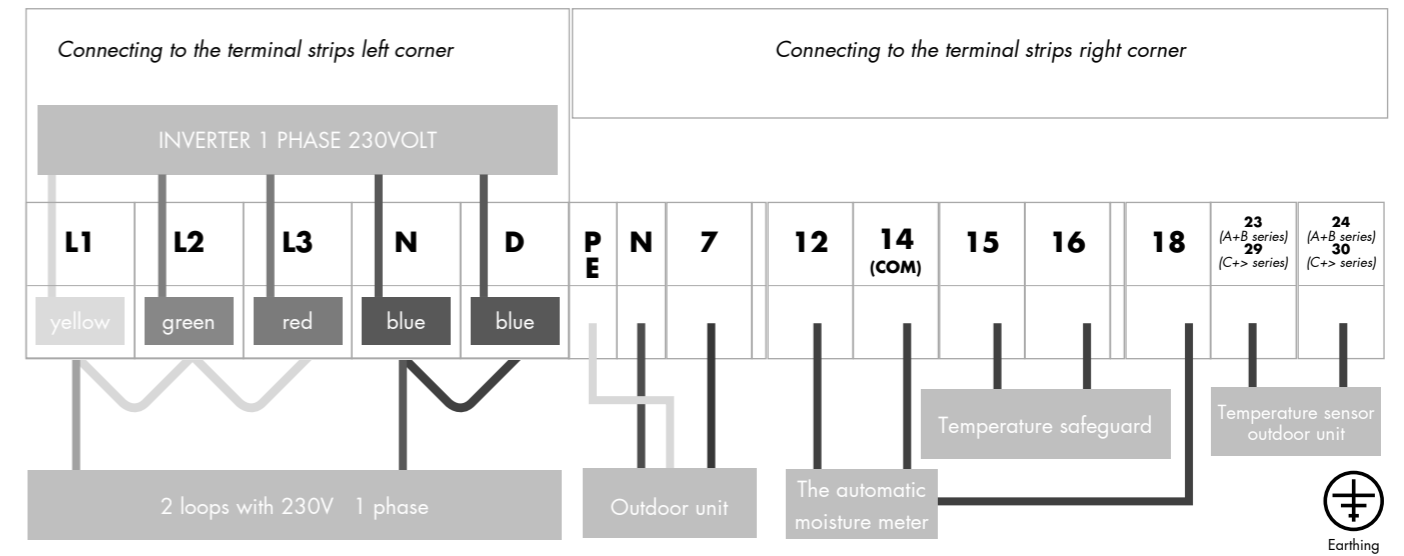 Connecting to the terminal strips left corner
Connecting to the terminal strips right corner
INVERTER 1 PHASE 230VOLT
L1
L2
L3
N
D
P
E
N
7
12
14
(COM)
15
16
18
23
(A+B series)
29
(C+> series)
24
(A+B series)
30
(C+> series)
yellow
green
red
blue
blue
2 loops with 230V 1 phase
Outdoor unit
The automatic
moisture meter
Temperature safeguard
Temperature sensor
outdoor unit
Earthing